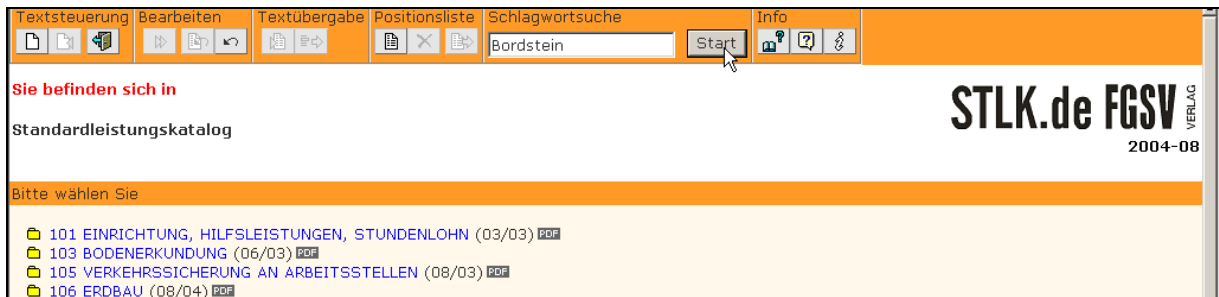 Textsteuerung Bearbeiten Textübergabe Positionsliste Schlagwortsuche Info
Bordstein Start
Sie befinden sich in
Standardleistungskatalog
STLK.de FGSV VERLAG
2004-08
Bitte wählen Sie
101 EINRICHTUNG, HILFSLEISTUNGEN, STUNDENLOHN (03/03) PDF
103 BODENERKUNDUNG (06/03) PDF
105 VERKEHRSSICHERUNG AN ARBEITSSTELLEN (08/03) PDF
106 ERDBAU (08/04) PDF